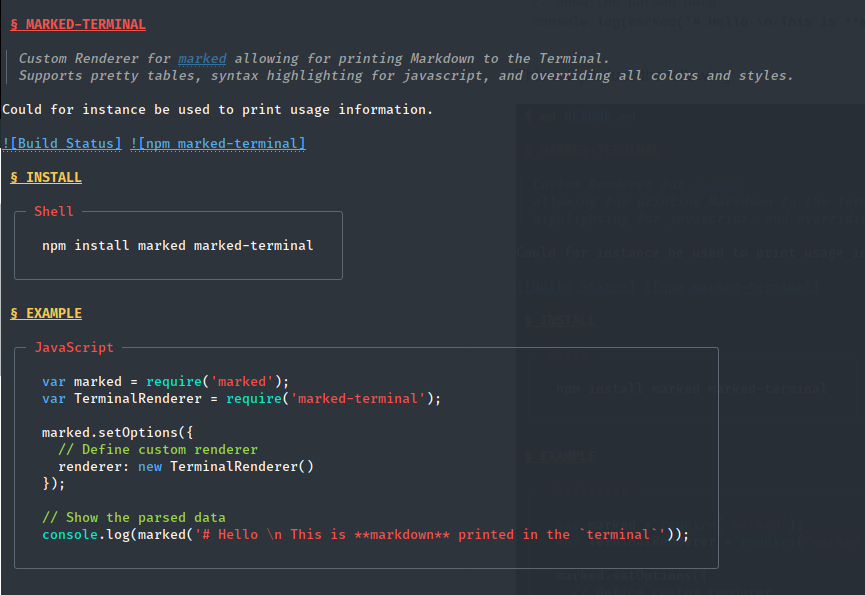 § MARKED-TERMINAL
Custom Renderer for marked allowing for printing Markdown to the Terminal.
Supports pretty tables, syntax highlighting for javascript, and overriding all colors and styles.
Could for instance be used to print usage information.
![Build Status] ![npm marked-terminal]
§ INSTALL
Shell
npm install marked marked-terminal
§ EXAMPLE
JavaScript
var marked = require('marked');
var TerminalRenderer = require('marked-terminal');
marked.setOptions({
// Define custom renderer
renderer: new TerminalRenderer()
});
// Show the parsed data
console.log(marked('# Hello \n This is **markdown** printed in the `terminal`'));